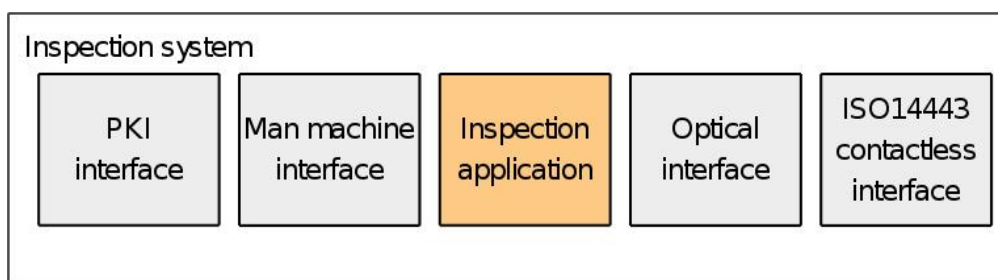 Inspection system
PKI
interface
Man machine
interface
Inspection
application
Optical
interface
ISO14443
contactless
interface